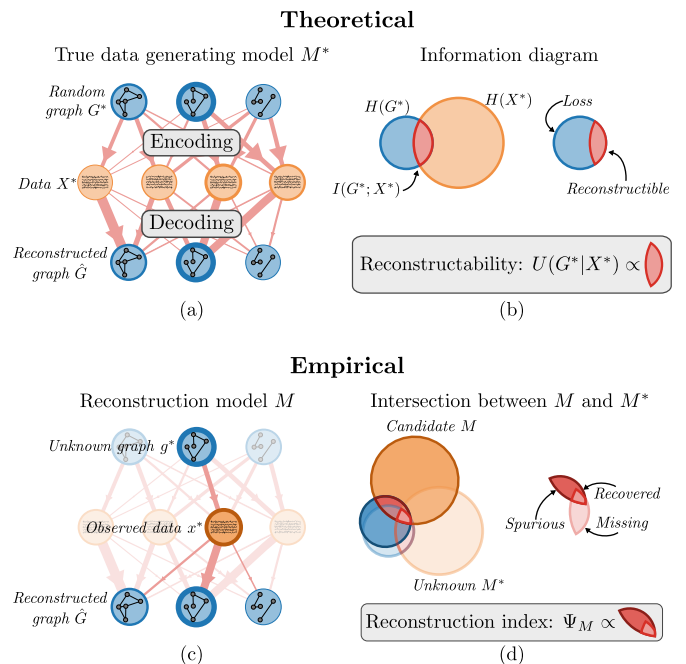 Theoretical
True data generating model M*
Information diagram
Random
graph G*
Encoding
Data X*
Decoding
Reconstructed
graph Ĝ
H(G*)
H(X*)
I(G*; X*)
Loss
Reconstructible
Reconstructability: U(G*|X*) ∝
(a)
(b)
Empirical
Reconstruction model M
Intersection between M and M*
Unknown graph g*
Observed data x*
Reconstructed
graph Ĝ
Candidate M
Unknown M*
Recovered
Spurious
Missing
Reconstruction index: Ψ_M ∝
(c)
(d)